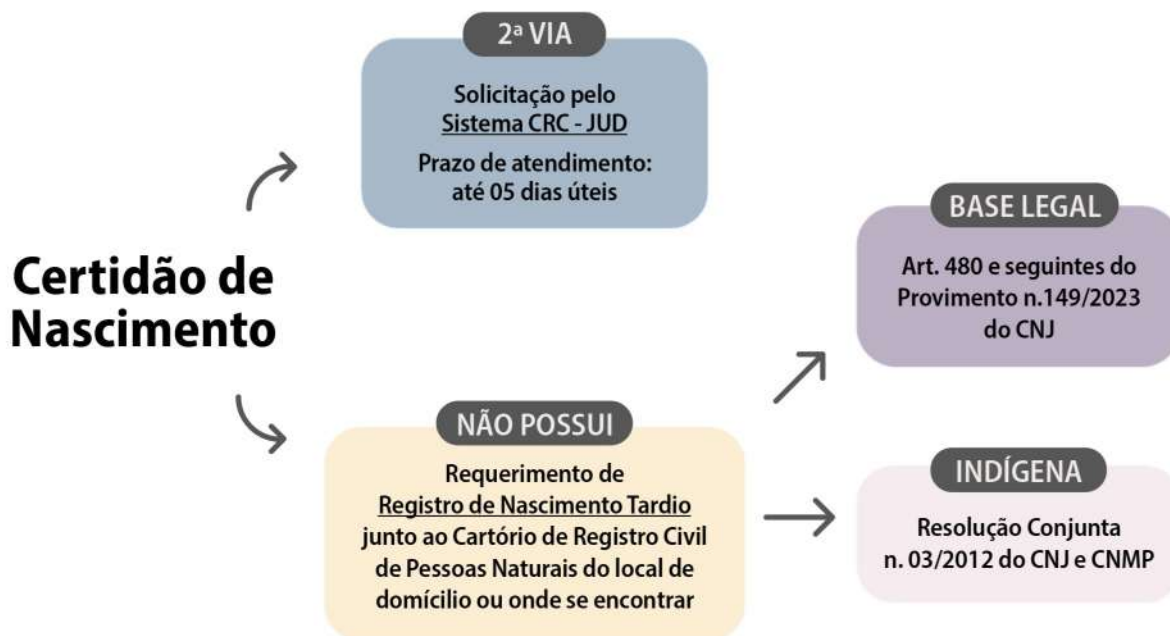 Certidão de
Nascimento
2ª VIA
Solicitação pelo
Sistema CRC - JUD
Prazo de atendimento:
até 05 dias úteis
NÃO POSSUI
Requerimento de
Registro de Nascimento Tardio
junto ao Cartório de Registro Civil
de Pessoas Naturais do local de
domícilio ou onde se encontrar
BASE LEGAL
Art. 480 e seguintes do
Provimento n.149/2023
do CNJ
INDÍGENA
Resolução Conjunta
n. 03/2012 do CNJ e CNMP